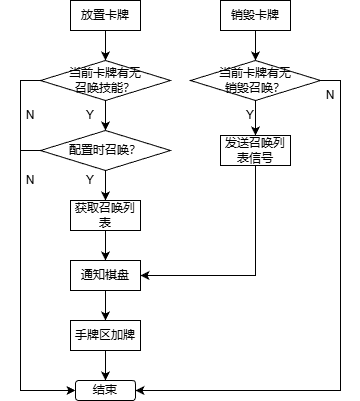 放置卡牌
销毁卡牌
当前卡牌有无
召唤技能?
当前卡牌有无
销毁召唤?
N
Y
Y
N
配置时召唤?
发送召唤列
表信号
N
Y
获取召唤列
表
通知棋盘
手牌区加牌
结束